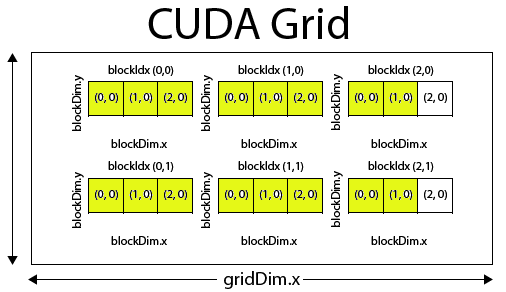 CUDA Grid
blockIdx (0,0) blockIdx (1,0) blockIdx (2,0)
blockDim.y (0, 0) (1, 0) (2, 0) blockDim.y (0, 0) (1, 0) (2, 0) blockDim.y (0, 0) (1, 0) (2, 0)
blockDim.x blockDim.x blockDim.x
blockIdx (0,1) blockIdx (1,1) blockIdx (2,1)
blockDim.y (0, 0) (1, 0) (2, 0) blockDim.y (0, 0) (1, 0) (2, 0) blockDim.y (0, 0) (1, 0) (2, 0)
blockDim.x blockDim.x blockDim.x
gridDim.x